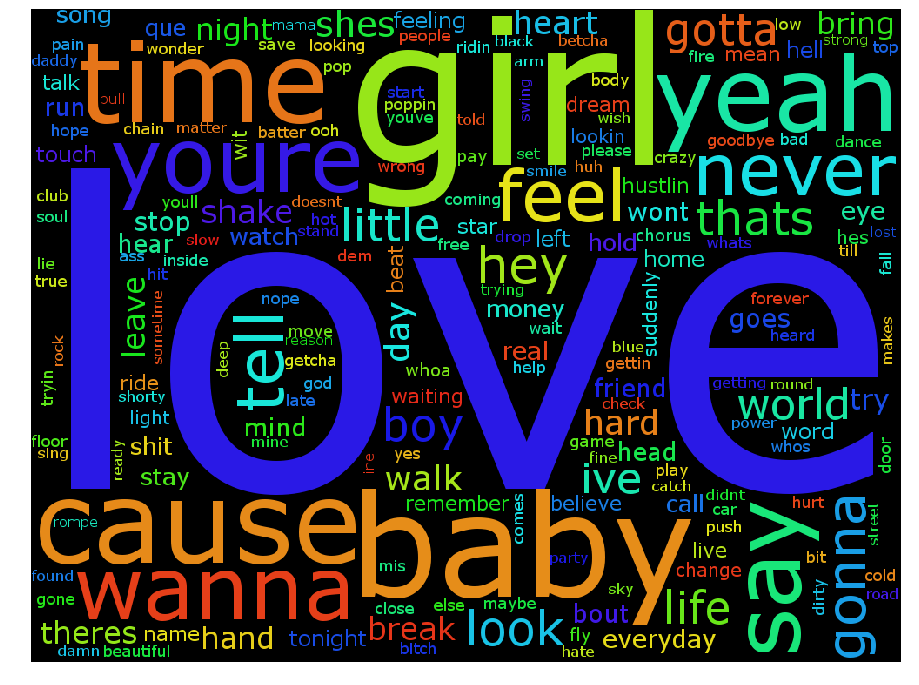 song que night shes feeling heart gotta bring
mama people ridin black betcha low strong
pain wonder save looking arm fire mean hell top
daddy time pop girl body yeah
talk pull start swing dream
run poppin youve wish
hope chain matter batter ooh told lookin goodbye bad dance
touch youre wit wrong pay set please crazy never
smile huh
club youll doesnt coming feel hustlin
soul stop shake hot little star wont thats eye
hear slow watch stand free drop left hold chorus hes lost
lie ass inside dem beat hey home whats till fall
true hit trying
love
nope day money suddenly forever
leave sometime tell move wait goes makes
rock reason real blue heard
tryin deep getcha whoa help gettin
ride god waiting friend getting round world try
shorty late boy check
light mind hard power word
floor shit mine yes game head whos door
sing ready ire fine
stay walk ive play
catch
cause baby remember comes believe call didnt hurt
rompe car say gonna street
push
party live bit
found wanna mis sky change cold
gone close else maybe bout life dirty road
theres name hand tonight break look fly everyday
damn beautiful bitch hate